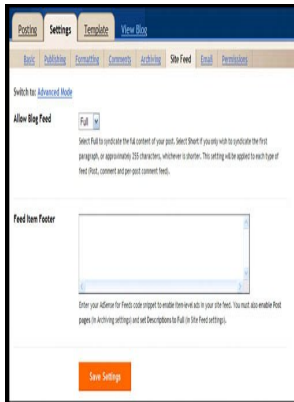 Posting Settings Template View Blog
Basic Publishing Formatting Comments Archiving Site Feed Email Permissions
Switch to: Advanced Mode
Allow Blog Feed
Full
Select Full to syndicate the full content of your post. Select Short if you only wish to syndicate the first
paragraph, or approximately 255 characters, whichever is shorter. This setting will be applied to each type of
feed (Post, comment and per-post comment feed).
Feed Item Footer
Enter your AdSense for Feeds code snippet to enable item-level ads in your site feed. You must also enable Post
pages (in Archiving settings) and set Descriptions to Full (in Site Feed settings).
Save Settings